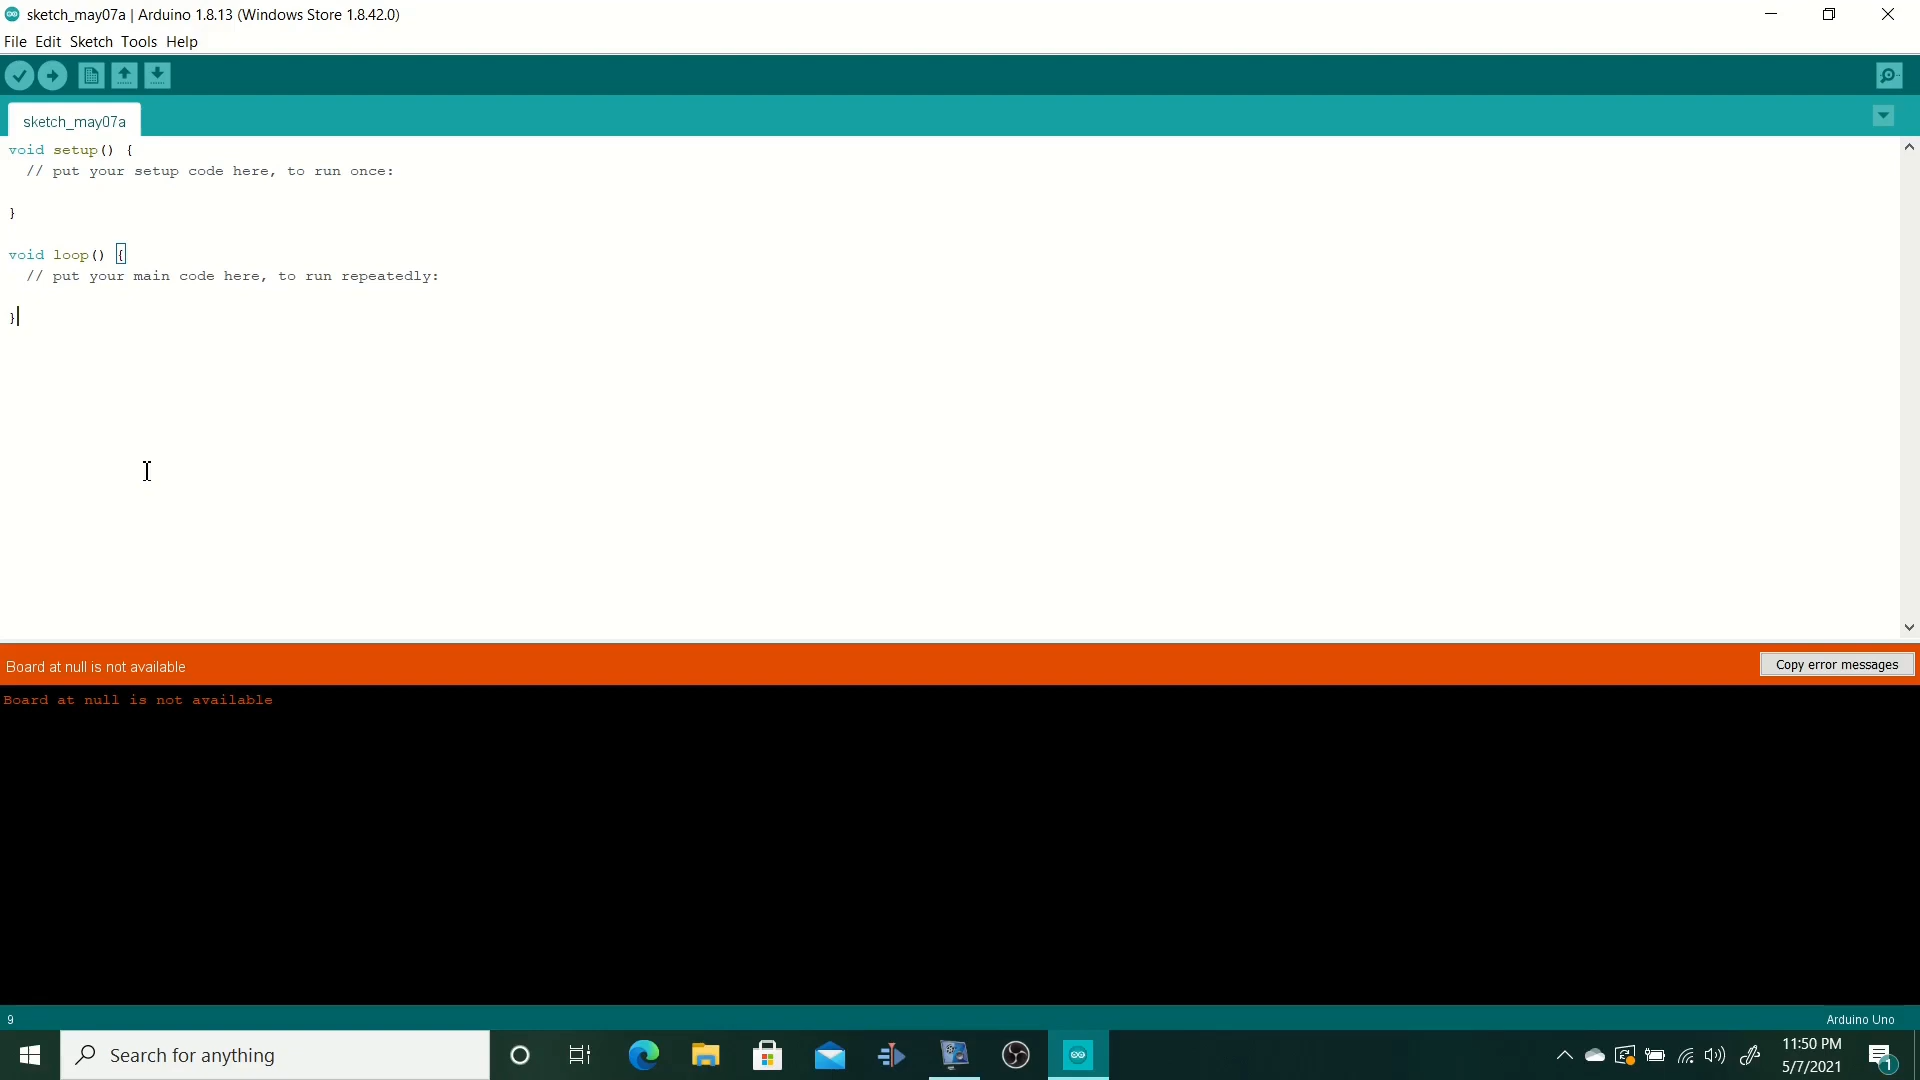 sketch_may07a | Arduino 1.8.13 (Windows Store 1.8.42.0)
File Edit Sketch Tools Help
sketch_may07a
void setup() {
  // put your setup code here, to run once:
}
void loop() {
  // put your main code here, to run repeatedly:
}
Board at null is not available
Copy error messages
Board at null is not available
9
Arduino Uno
Search for anything
11:50 PM
5/7/2021
1